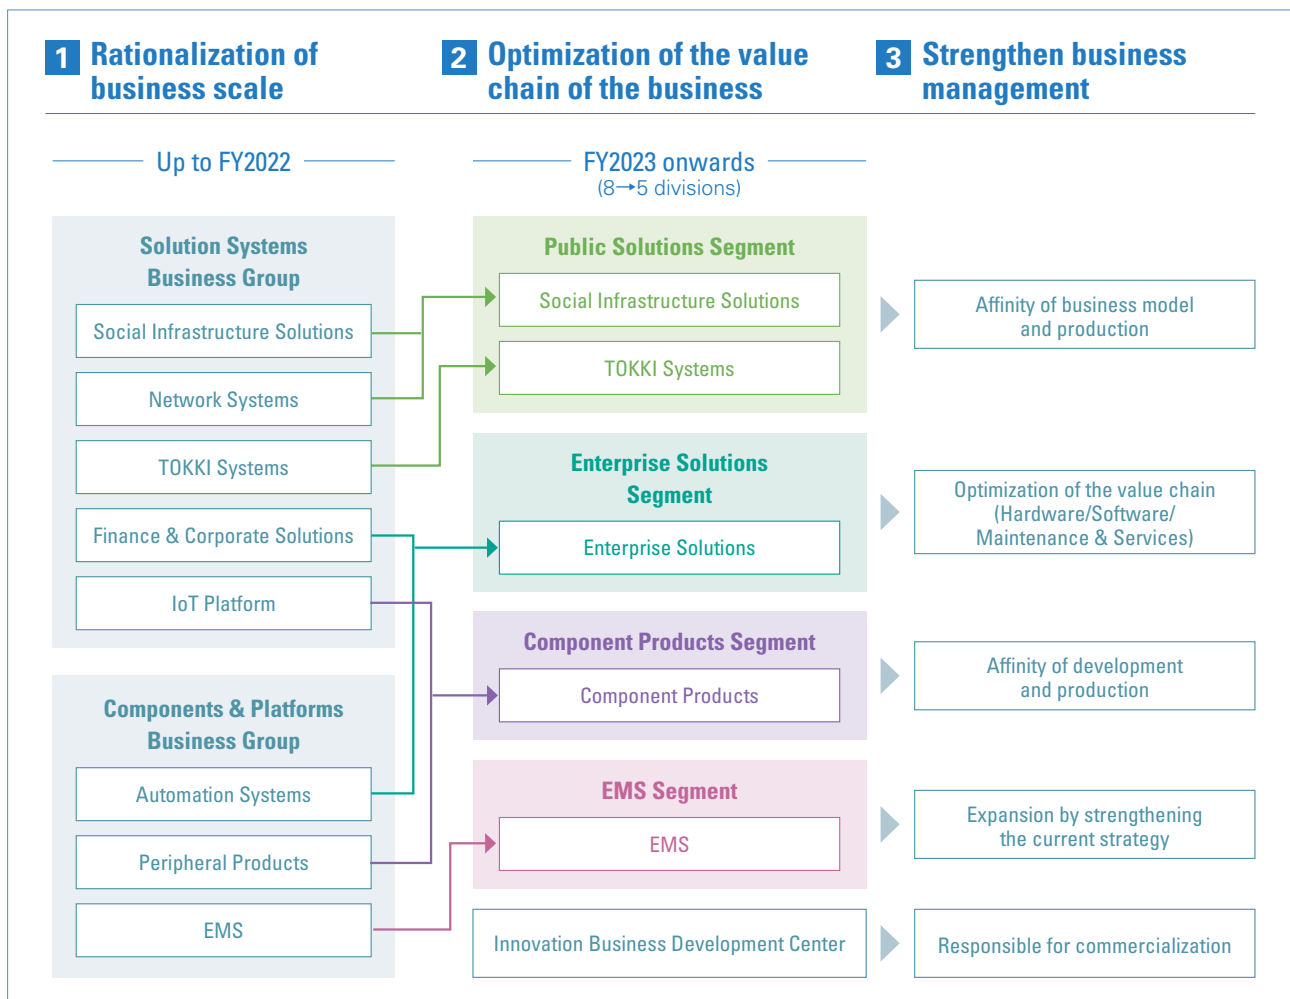 1 Rationalization of
business scale
2 Optimization of the value
chain of the business
3 Strengthen business
management
Up to FY2022
Solution Systems
Business Group
Social Infrastructure Solutions
Network Systems
TOKKI Systems
Finance & Corporate Solutions
IoT Platform
Components & Platforms
Business Group
Automation Systems
Peripheral Products
EMS
FY2023 onwards
(8→5 divisions)
Public Solutions Segment
Social Infrastructure Solutions
TOKKI Systems
Enterprise Solutions
Segment
Enterprise Solutions
Component Products Segment
Component Products
EMS Segment
EMS
Innovation Business Development Center
Affinity of business model
and production
Optimization of the value chain
(Hardware/Software/
Maintenance & Services)
Affinity of development
and production
Expansion by strengthening
the current strategy
Responsible for commercialization